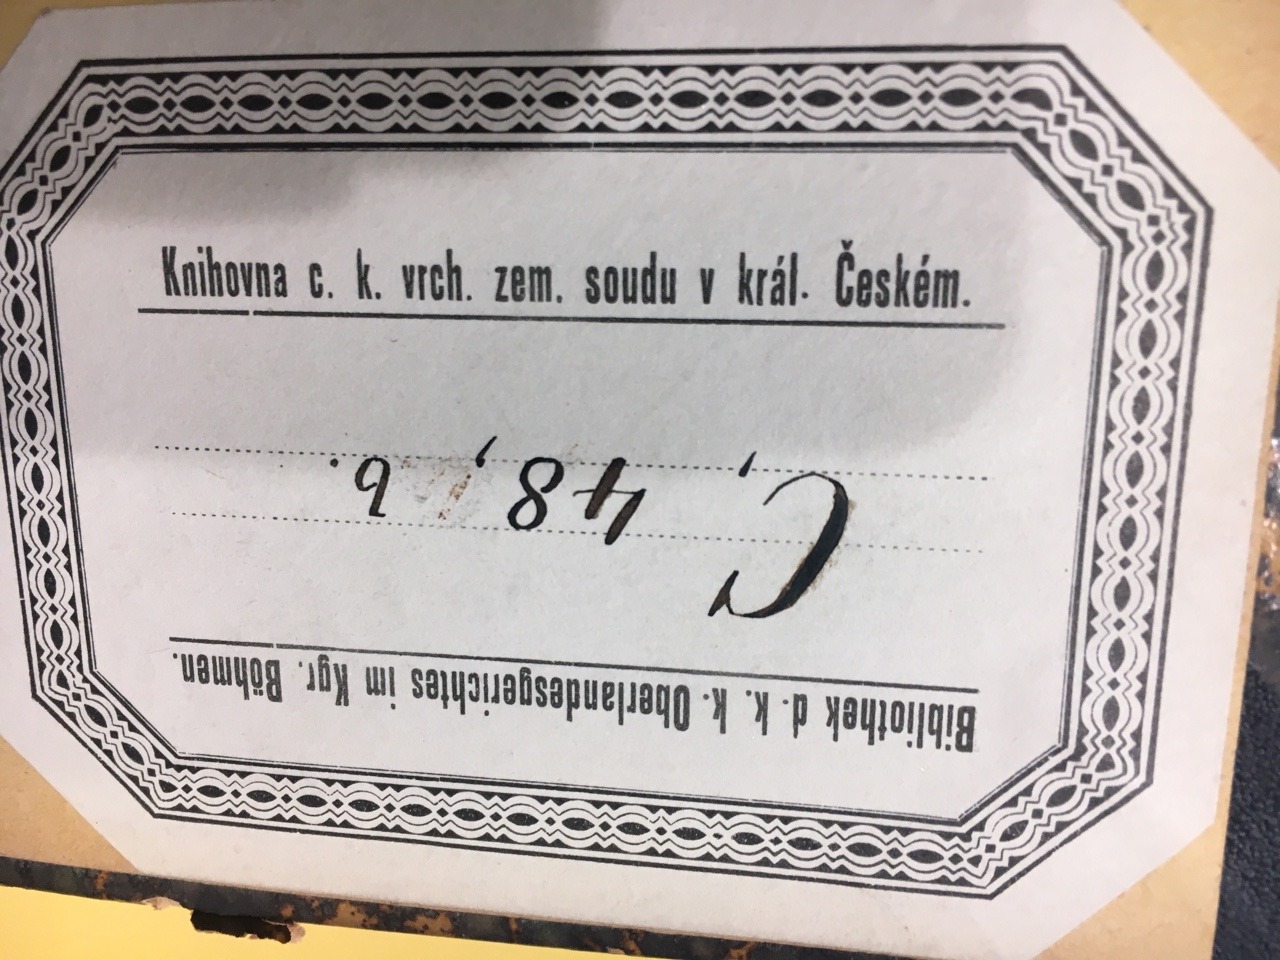 Knihovna c. k. vrch. zem. soudu v král. Českém.
C, 48, b.
Bibliothek d. k. k. Oberlandesgerichtes im Kgr. Böhmen.